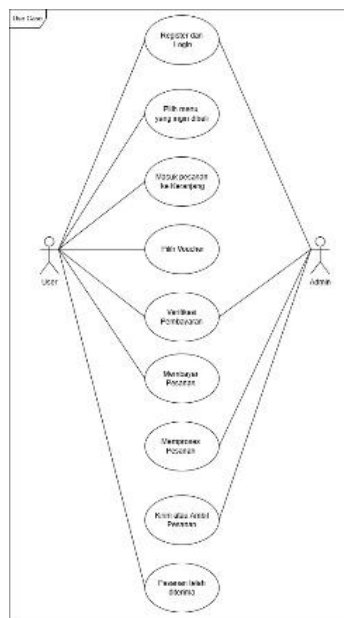 Use Case
Register dan
Login
Pilih menu
yang ingin dibeli
Masuk pesanan
ke Keranjang
Pilih Voucher
User
Admin
Verifikasi
Pembayaran
Membayar
Pesanan
Memproses
Pesanan
Kirim atau Ambil
Pesanan
Pesanan telah
diterima